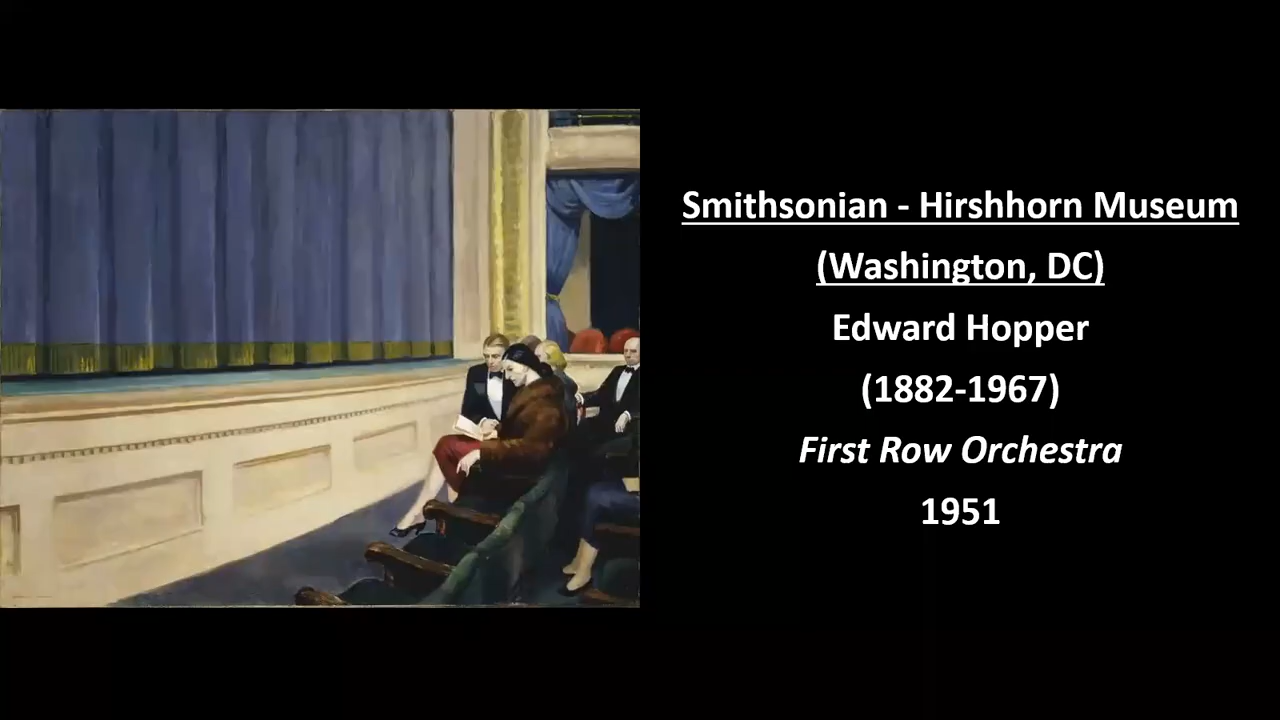 Smithsonian - Hirshhorn Museum
(Washington, DC)
Edward Hopper
(1882-1967)
First Row Orchestra
1951